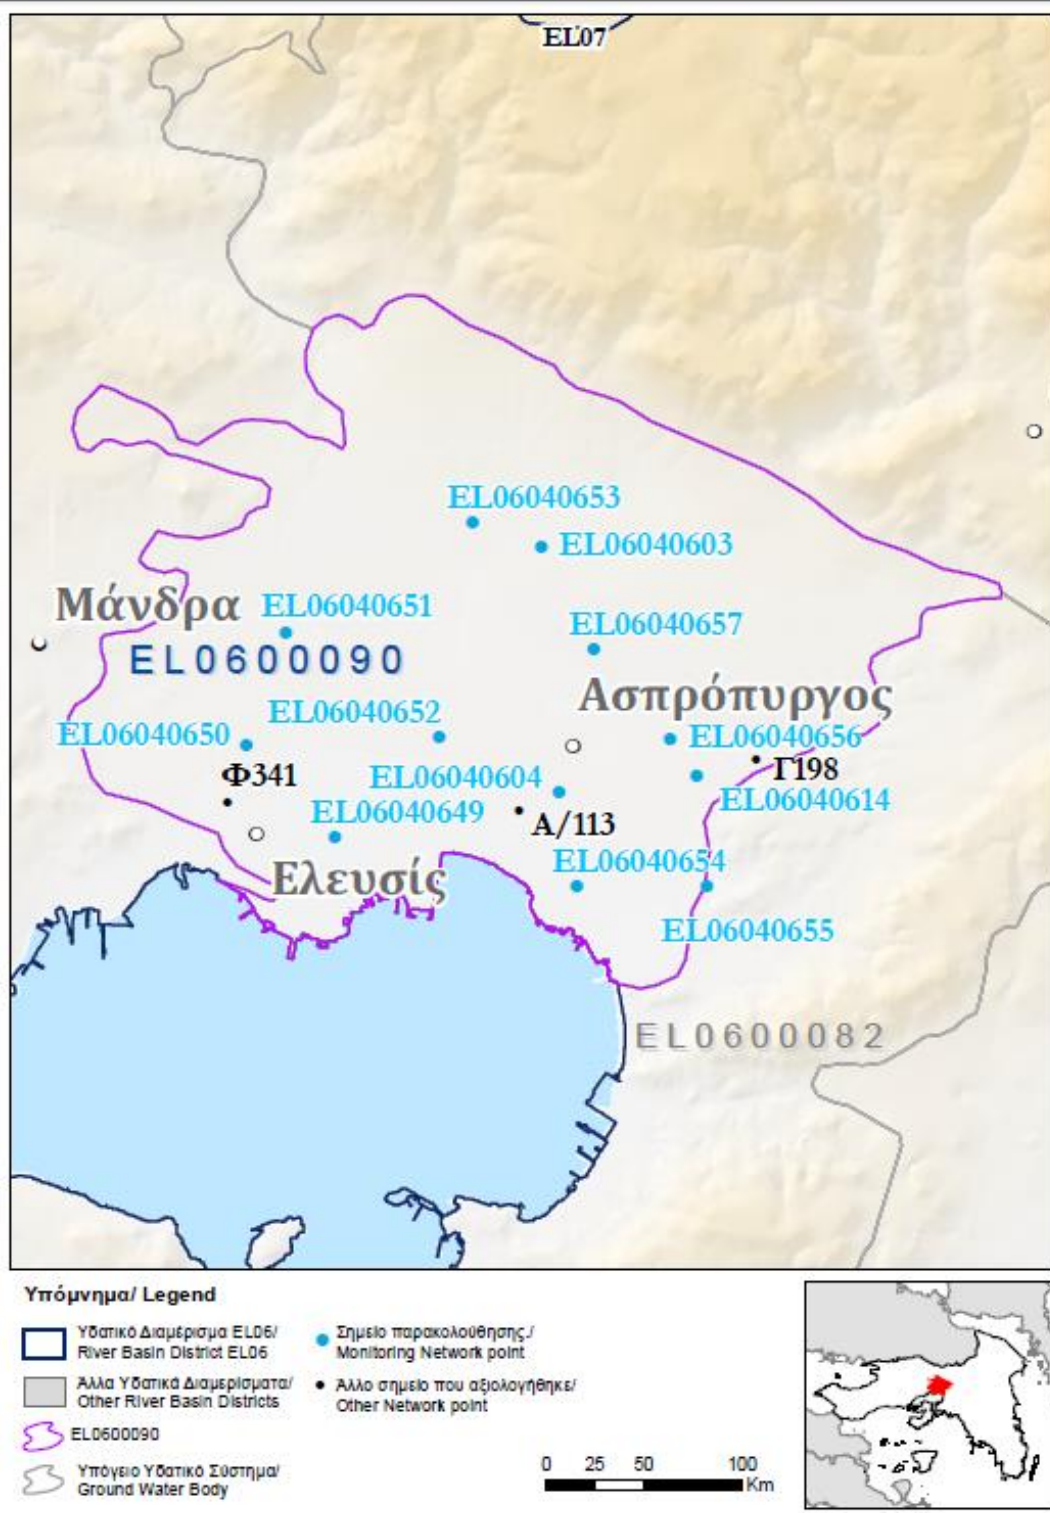 EL07
EL06040653
EL06040603
Μάνδρα
EL06040651
EL06040657
EL0600090
Ασπρόπυργος
EL06040652
EL06040650
EL06040656
Φ341
EL06040604
Γ198
EL06040649
EL06040614
Α/113
EL06040654
Ελευσίς
EL06040655
EL0600082
Υπόμνημα/ Legend
Υδατικό Διαμέρισμα EL06/
River Basin District EL06
Άλλα Υδατικά Διαμερίσματα/
Other River Basin Districts
EL0600090
Υπόγειο Υδατικό Σύστημα/
Ground Water Body
Σημείο παρακολούθησης./
Monitoring Network point
Άλλο σημείο που αξιολογήθηκε/
Other Network point
0 25 50 100
Km